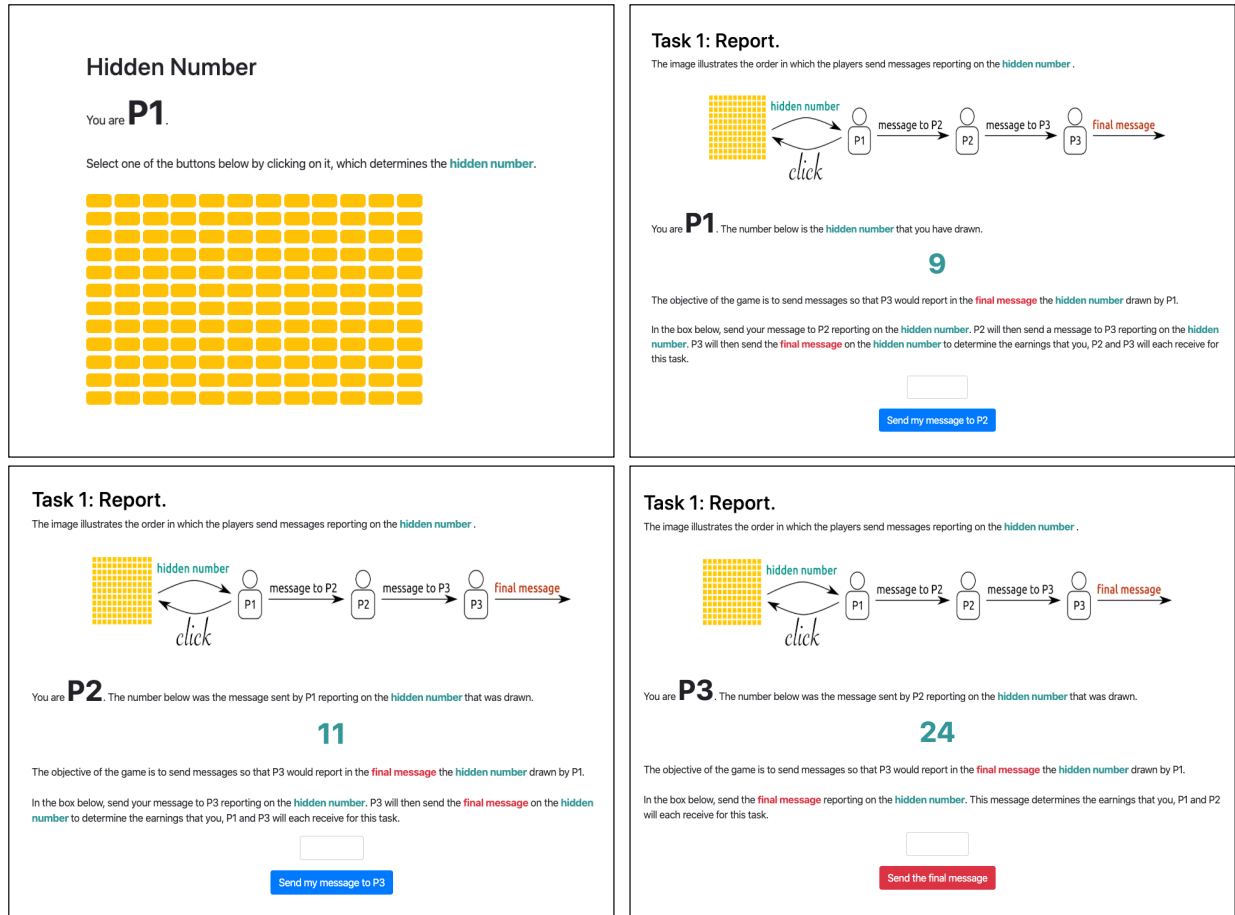 Hidden Number
You are P1.
Select one of the buttons below by clicking on it, which determines the hidden number.
Task 1: Report.
The image illustrates the order in which the players send messages reporting on the hidden number .
hidden number
click
P1
message to P2
P2
message to P3
P3
final message
You are P1. The number below is the hidden number that you have drawn.
9
The objective of the game is to send messages so that P3 would report in the final message the hidden number drawn by P1.
In the box below, send your message to P2 reporting on the hidden number. P2 will then send a message to P3 reporting on the hidden
number. P3 will then send the final message on the hidden number to determine the earnings that you, P2 and P3 will each receive for
this task.
Send my message to P2
Task 1: Report.
The image illustrates the order in which the players send messages reporting on the hidden number .
hidden number
click
P1
message to P2
P2
message to P3
P3
final message
You are P2. The number below was the message sent by P1 reporting on the hidden number that was drawn.
11
The objective of the game is to send messages so that P3 would report in the final message the hidden number drawn by P1.
In the box below, send your message to P3 reporting on the hidden number. P3 will then send the final message on the hidden
number to determine the earnings that you, P1 and P3 will each receive for this task.
Send my message to P3
Task 1: Report.
The image illustrates the order in which the players send messages reporting on the hidden number .
hidden number
click
P1
message to P2
P2
message to P3
P3
final message
You are P3. The number below was the message sent by P2 reporting on the hidden number that was drawn.
24
The objective of the game is to send messages so that P3 would report in the final message the hidden number drawn by P1.
In the box below, send the final message reporting on the hidden number. This message determines the earnings that you, P1 and P2
will each receive for this task.
Send the final message